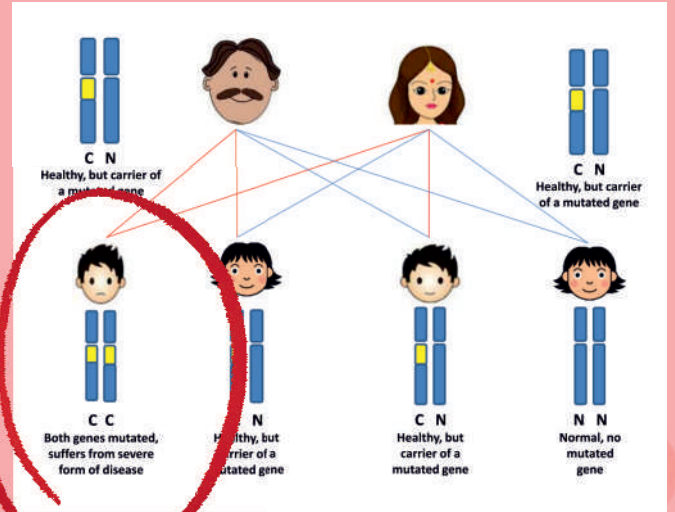 C N
Healthy, but carrier of
a mutated gene
C N
Healthy, but carrier
of a mutated gene
C C
Both genes mutated,
suffers from severe
form of disease
N
Healthy, but
carrier of a
mutated gene
C N
Healthy, but
carrier of a
mutated gene
N N
Normal, no
mutated
gene